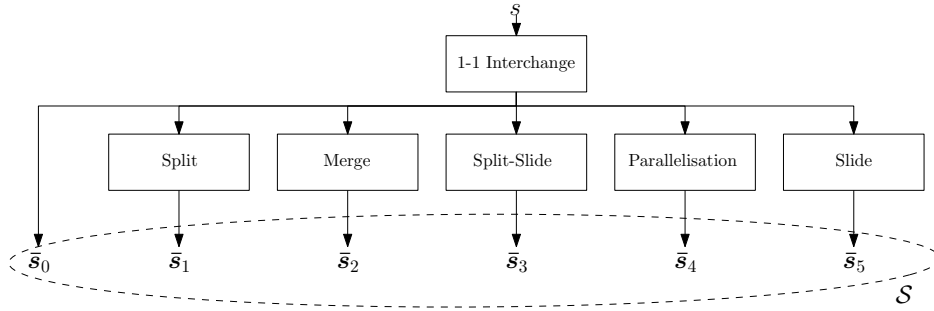 s
1-1 Interchange
Split Merge Split-Slide Parallelisation Slide
s̄₀ s̄₁ s̄₂ s̄₃ s̄₄ s̄₅
𝒮